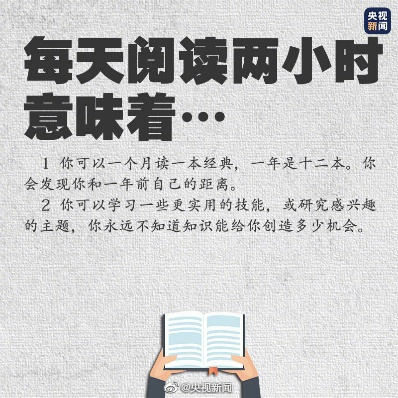 央视
新闻
每天阅读两小时
意味着…
1 你可以一个月读一本经典，一年是十二本。你
会发现你和一年前自己的距离。
2 你可以学习一些更实用的技能，或研究感兴趣
的主题，你永远不知道知识能给你创造多少机会。
@央视新闻